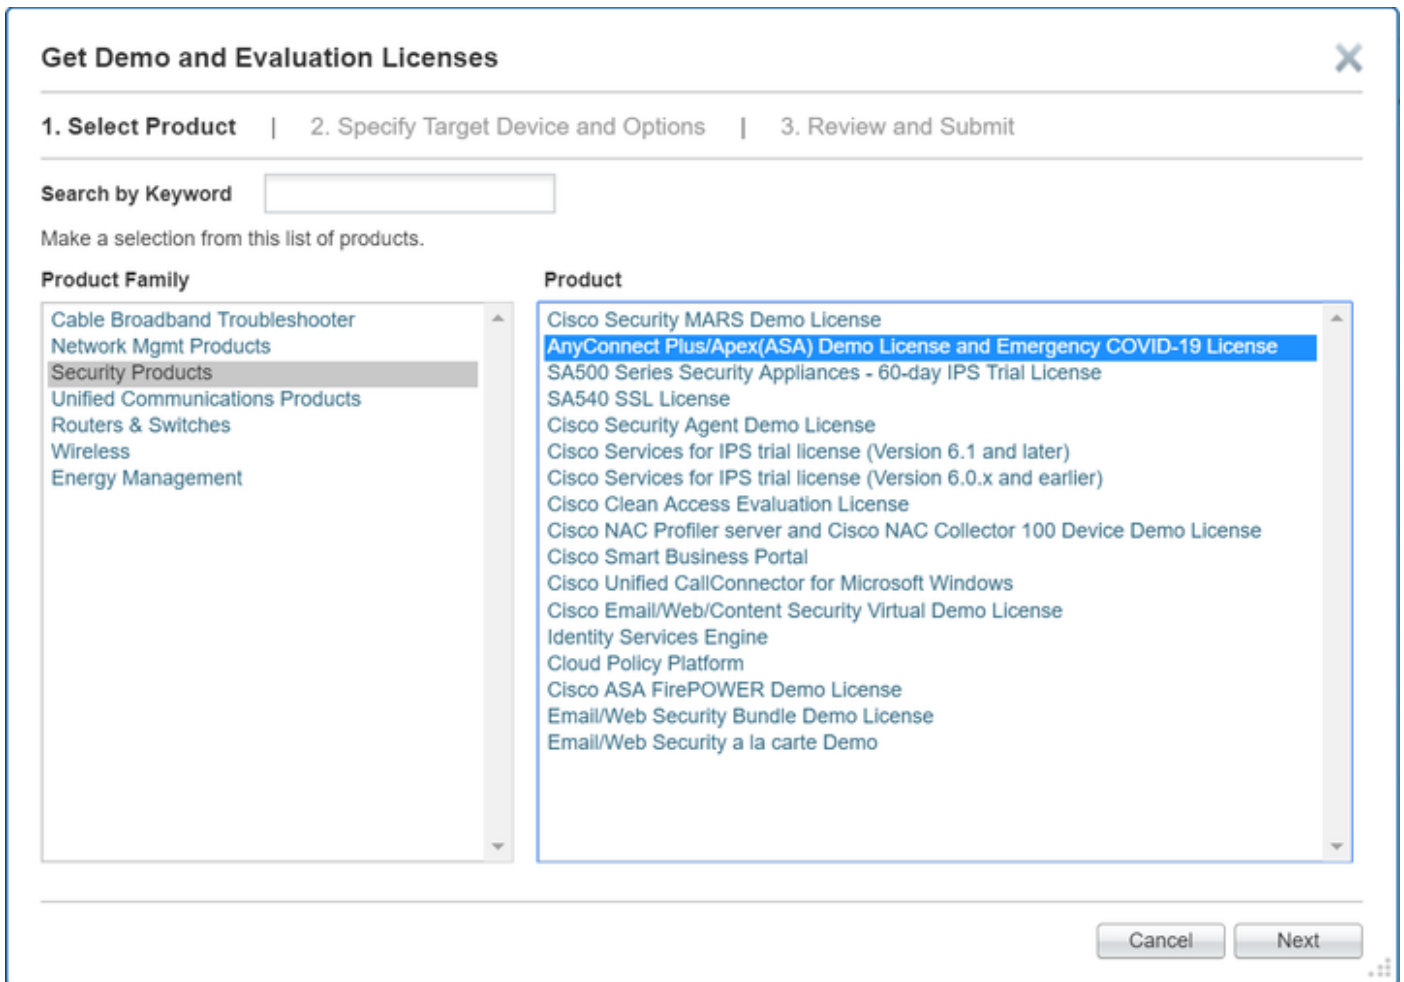 Get Demo and Evaluation Licenses
1. Select Product | 2. Specify Target Device and Options | 3. Review and Submit
Search by Keyword
Make a selection from this list of products.
Product Family
Cable Broadband Troubleshooter
Network Mgmt Products
Security Products
Unified Communications Products
Routers & Switches
Wireless
Energy Management
Product
Cisco Security MARS Demo License
AnyConnect Plus/Apex(ASA) Demo License and Emergency COVID-19 License
SA500 Series Security Appliances - 60-day IPS Trial License
SA540 SSL License
Cisco Security Agent Demo License
Cisco Services for IPS trial license (Version 6.1 and later)
Cisco Services for IPS trial license (Version 6.0.x and earlier)
Cisco Clean Access Evaluation License
Cisco NAC Profiler server and Cisco NAC Collector 100 Device Demo License
Cisco Smart Business Portal
Cisco Unified CallConnector for Microsoft Windows
Cisco Email/Web/Content Security Virtual Demo License
Identity Services Engine
Cloud Policy Platform
Cisco ASA FirePOWER Demo License
Email/Web Security Bundle Demo License
Email/Web Security a la carte Demo
Cancel
Next